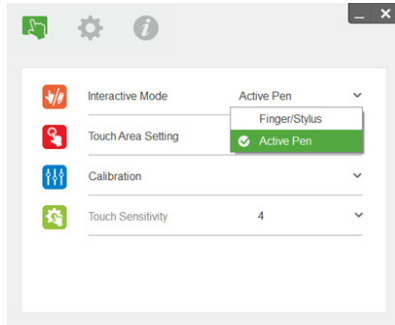 Interactive Mode Active Pen
Finger/Stylus
Touch Area Setting
Active Pen
Calibration
Touch Sensitivity 4